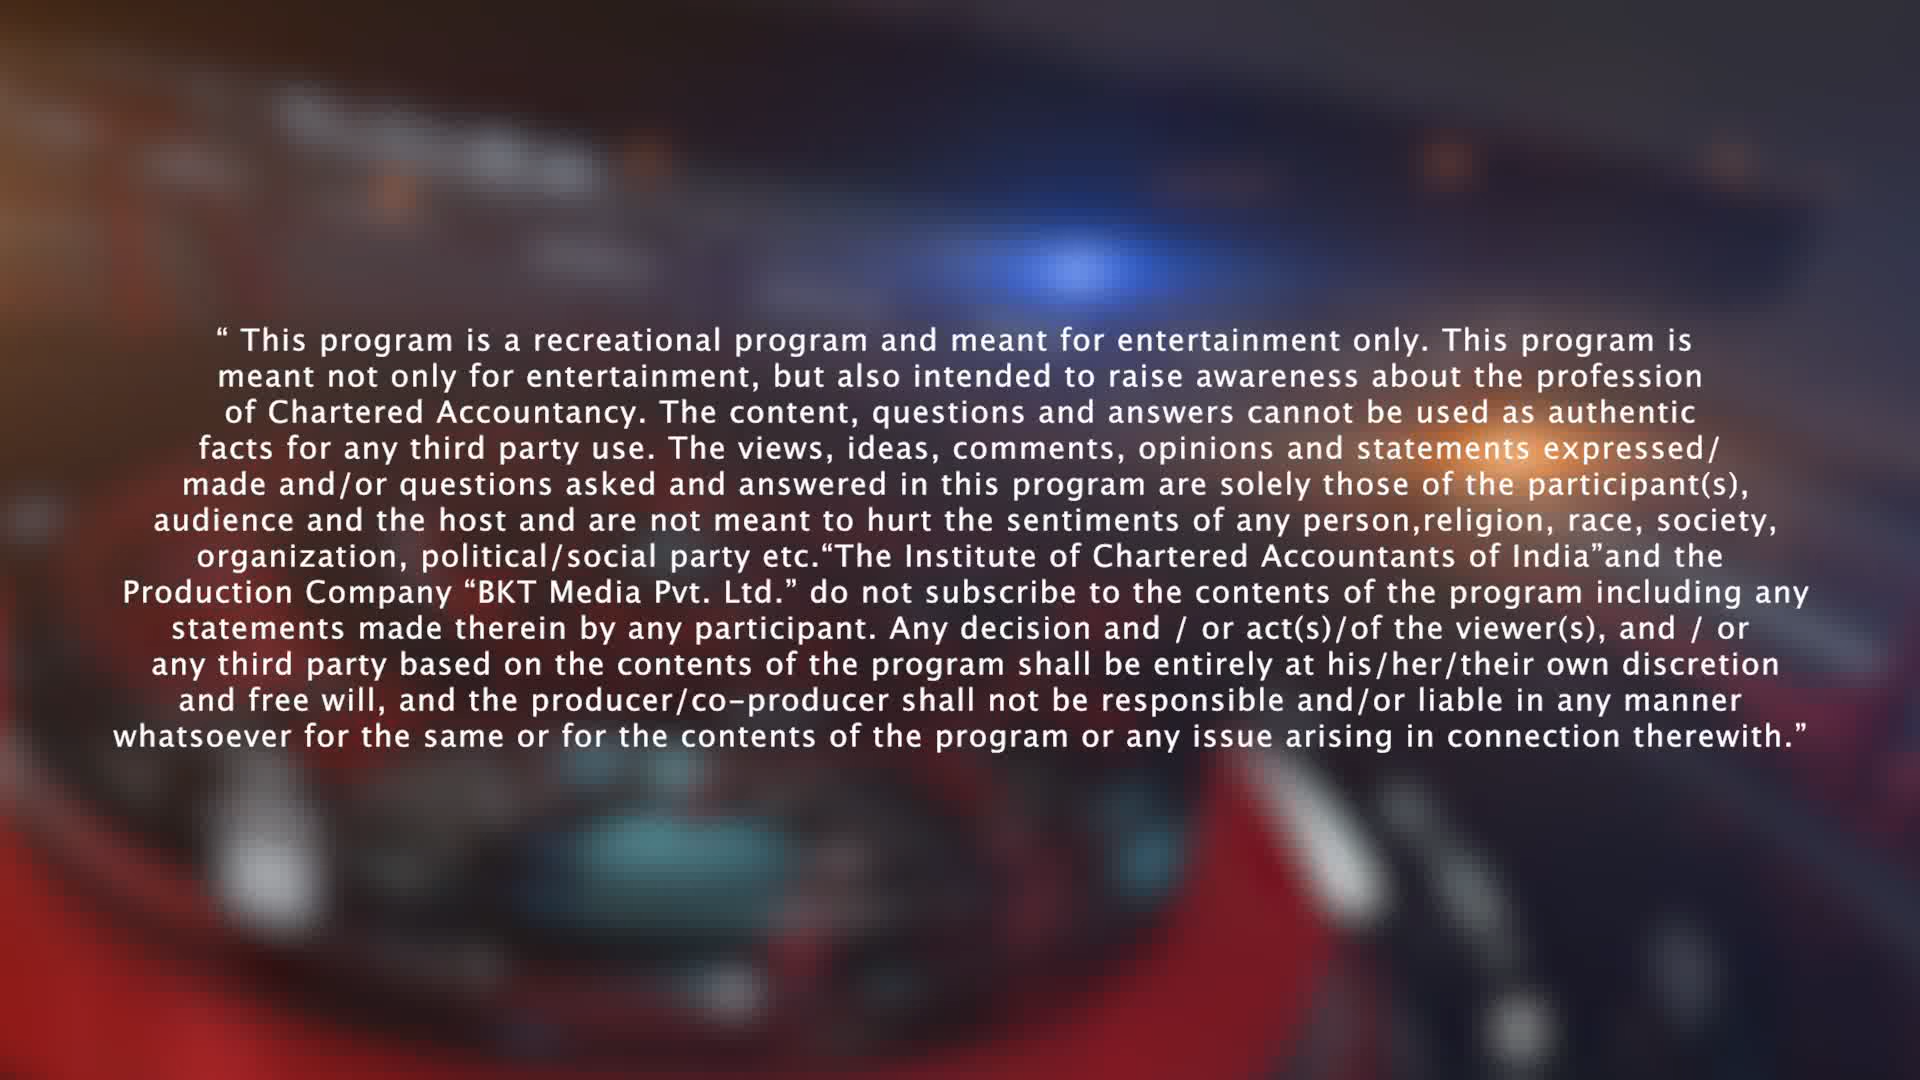 “ This program is a recreational program and meant for entertainment only. This program is
meant not only for entertainment, but also intended to raise awareness about the profession
of Chartered Accountancy. The content, questions and answers cannot be used as authentic
facts for any third party use. The views, ideas, comments, opinions and statements expressed/
made and/or questions asked and answered in this program are solely those of the participant(s),
audience and the host and are not meant to hurt the sentiments of any person,religion, race, society,
organization, political/social party etc.“The Institute of Chartered Accountants of India”and the
Production Company “BKT Media Pvt. Ltd.” do not subscribe to the contents of the program including any
statements made therein by any participant. Any decision and / or act(s)/of the viewer(s), and / or
any third party based on the contents of the program shall be entirely at his/her/their own discretion
and free will, and the producer/co-producer shall not be responsible and/or liable in any manner
whatsoever for the same or for the contents of the program or any issue arising in connection therewith.”